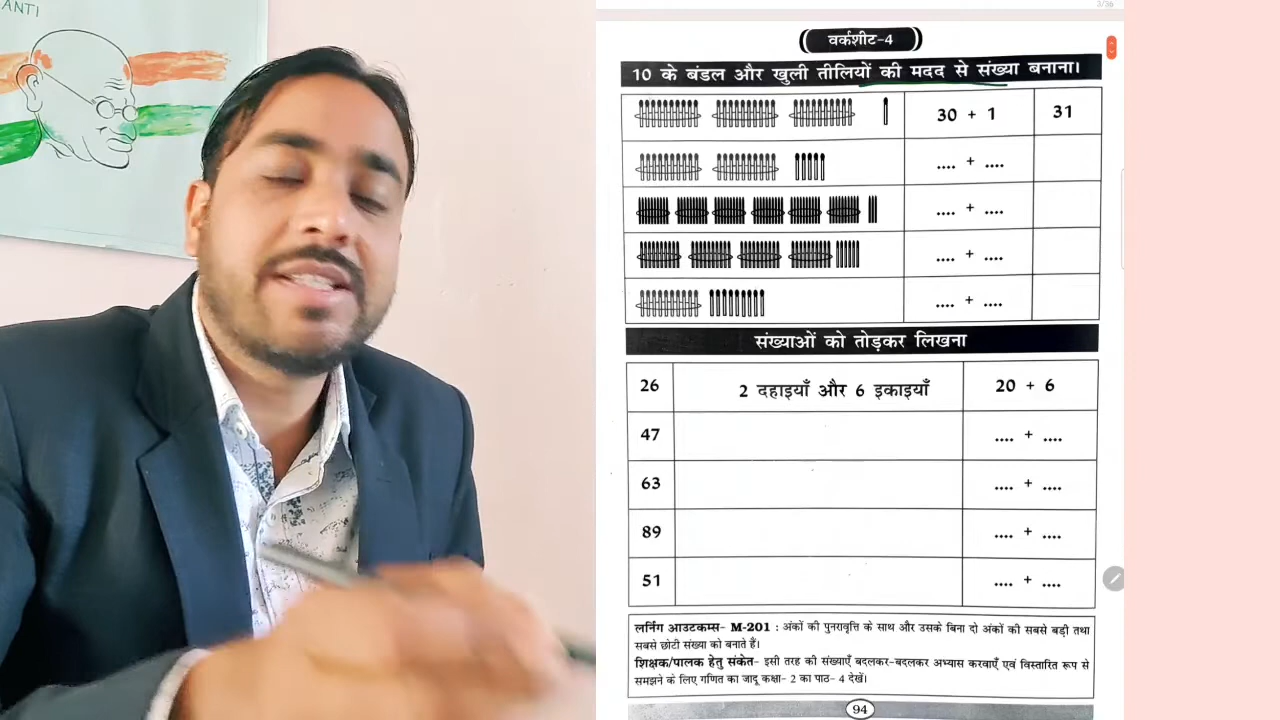 ANTI
3/36
वर्कशीट-4
10 के बंडल और खुली तीलियों की मदद से संख्या बनाना।
30 + 1 31
.... + ....
.... + ....
.... + ....
.... + ....
संख्याओं को तोड़कर लिखना
26 2 दहाइयाँ और 6 इकाइयाँ 20 + 6
47 .... + ....
63 .... + ....
89 .... + ....
51 .... + ....
लर्निंग आउटकम्स- M-201 : अंकों की पुनरावृत्ति के साथ और उसके बिना दो अंकों की सबसे बड़ी तथा
सबसे छोटी संख्या को बनाते हैं।
शिक्षक/पालक हेतु संकेत- इसी तरह की संख्याएँ बदलकर-बदलकर अभ्यास करवाएँ एवं विस्तारित रूप से
समझने के लिए गणित का जादू कक्षा- 2 का पाठ- 4 देखें।
94